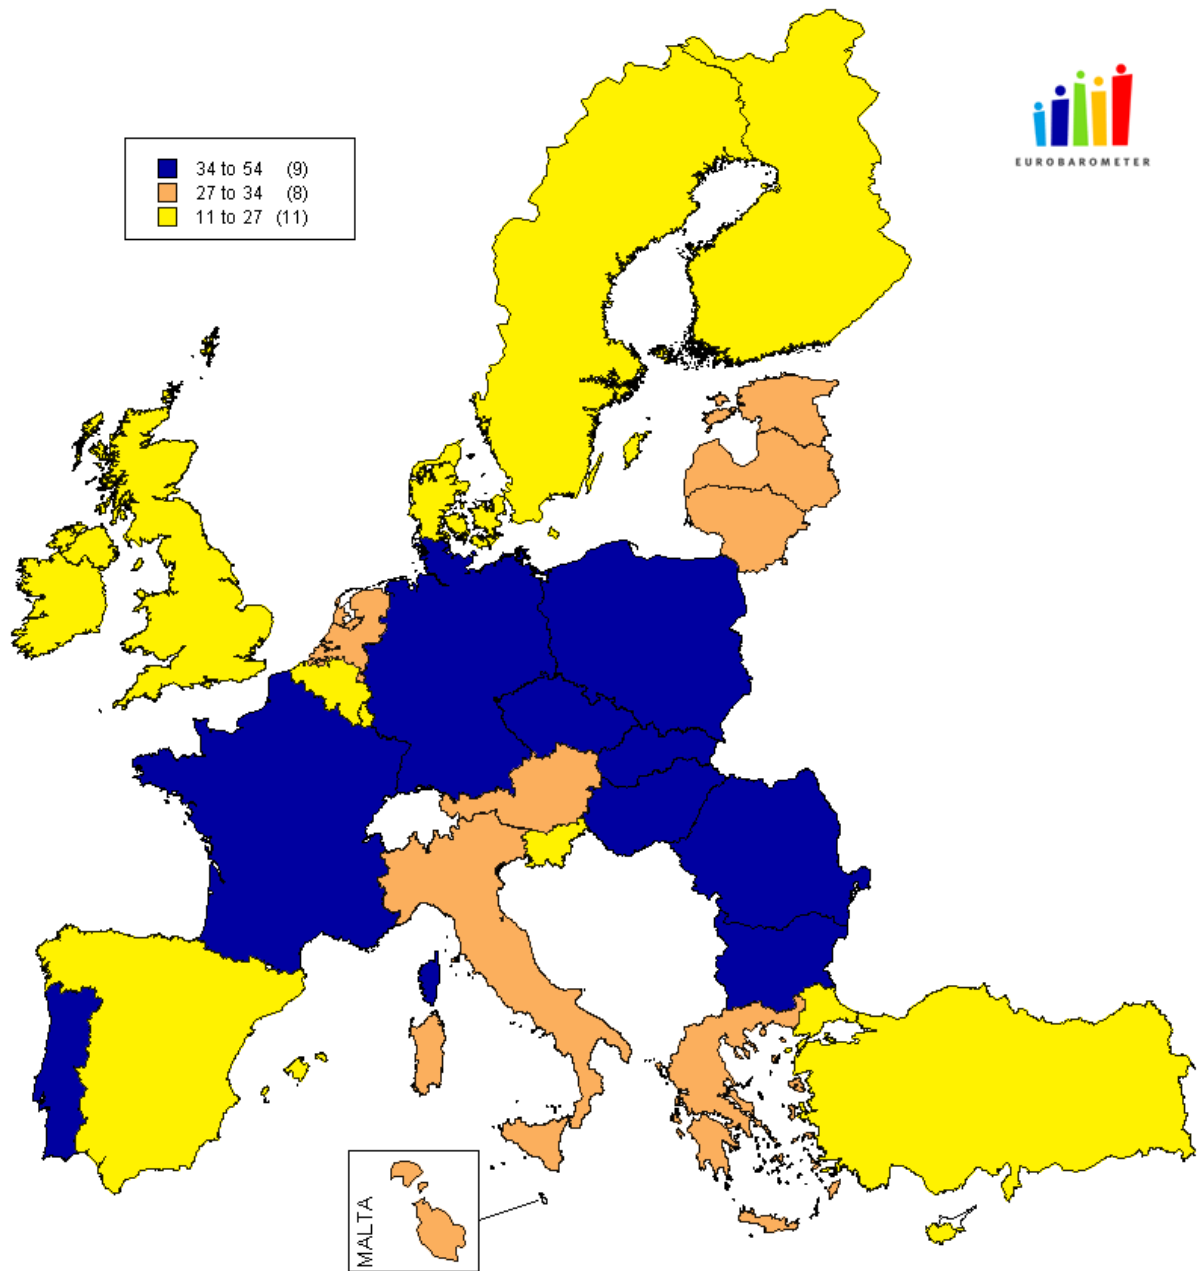 EUROBAROMETER
34 to 54 (9)
27 to 34 (8)
11 to 27 (11)
MALTA